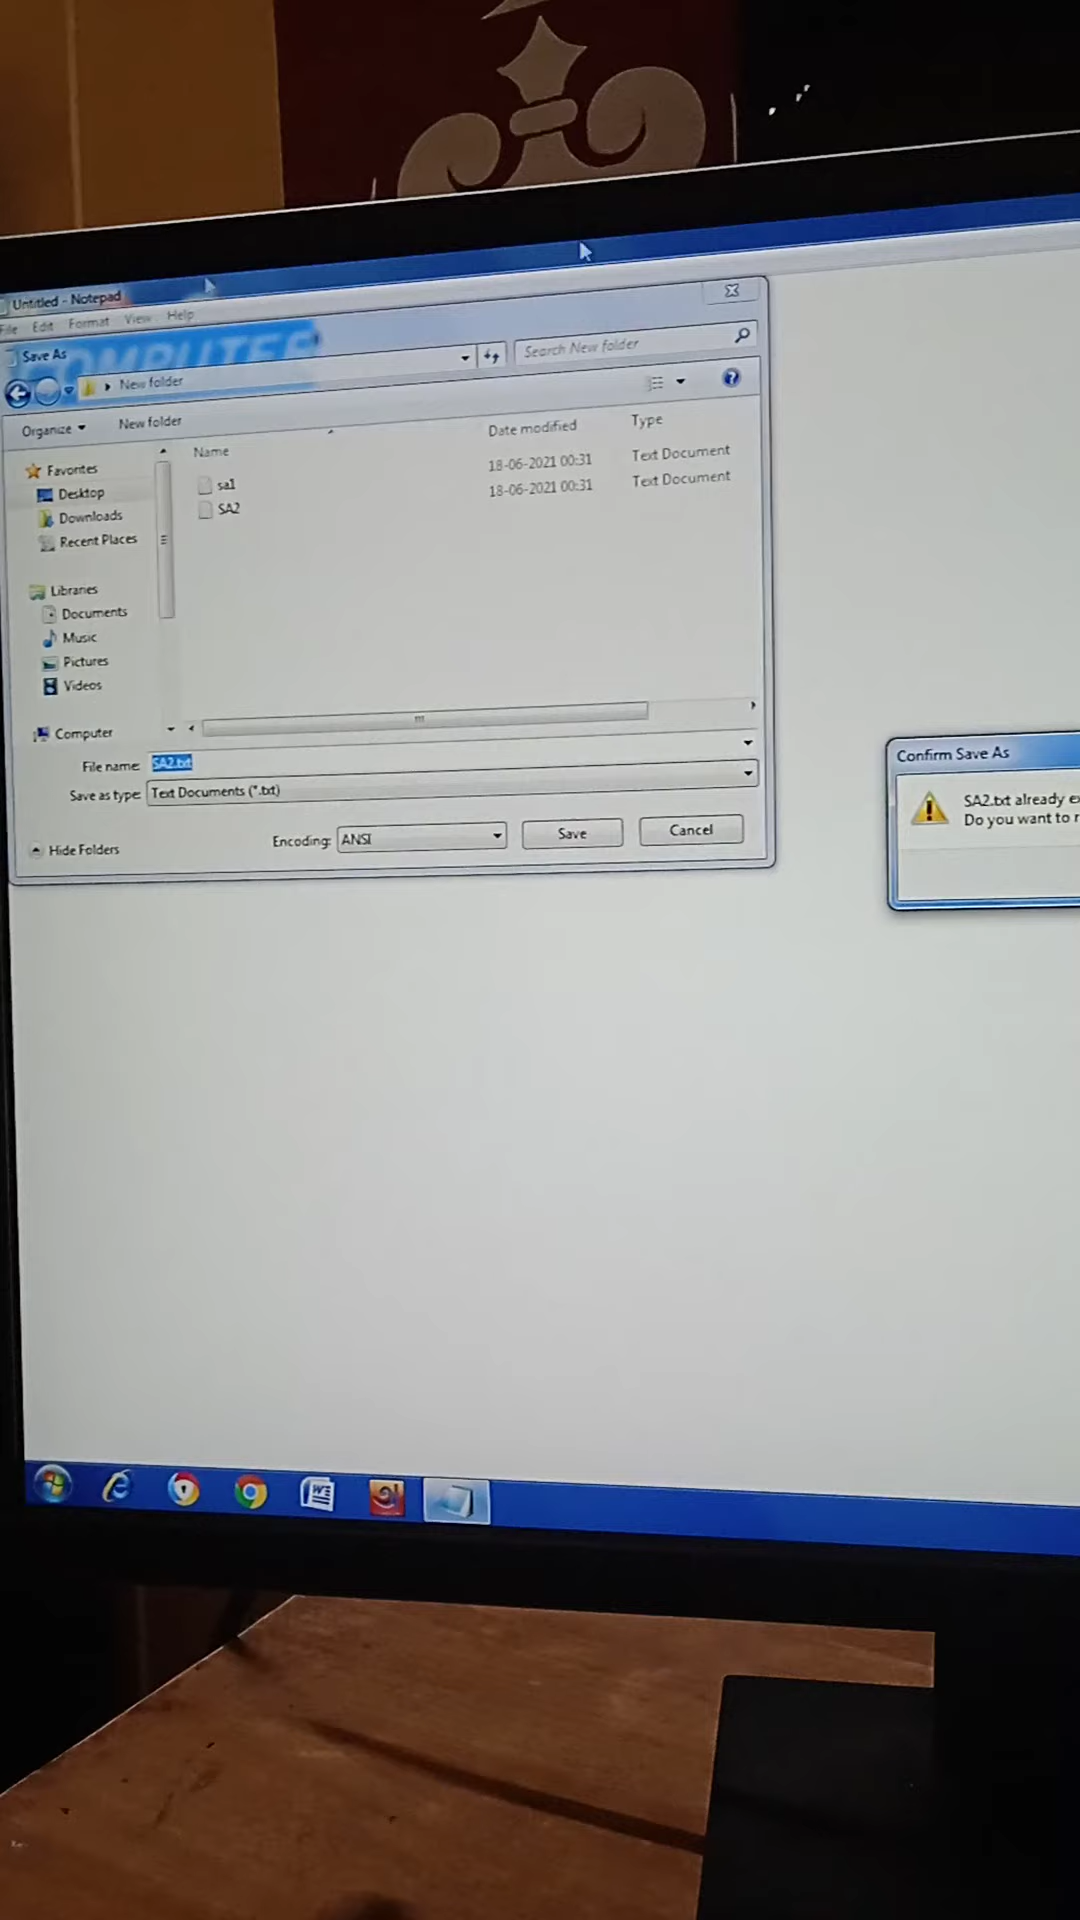 Untitled - Notepad
File Edit Format View Help
COMPUTER
Save As
New folder
Search New folder
Organize
New folder
Name Date modified Type
sa1 18-06-2021 00:31 Text Document
SA2 18-06-2021 00:31 Text Document
Favorites
Desktop
Downloads
Recent Places
Libraries
Documents
Music
Pictures
Videos
Computer
File name: SA2.txt
Save as type: Text Documents (*.txt)
Hide Folders
Encoding: ANSI
Save
Cancel
Confirm Save As
SA2.txt already
Do you want to